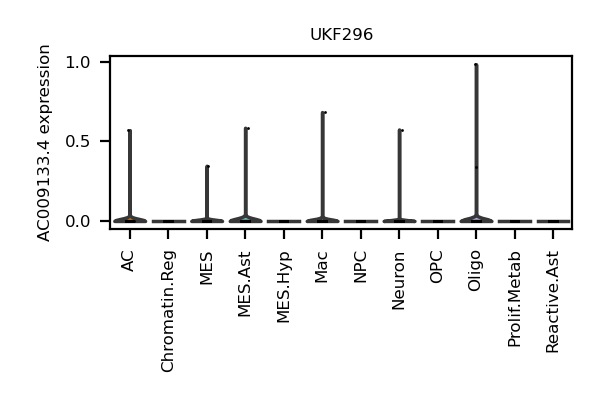 UKF296
AC009133.4 expression
1.0
0.5
0.0
AC
Chromatin.Reg
MES
MES.Ast
MES.Hyp
Mac
NPC
Neuron
OPC
Oligo
Prolif.Metab
Reactive.Ast